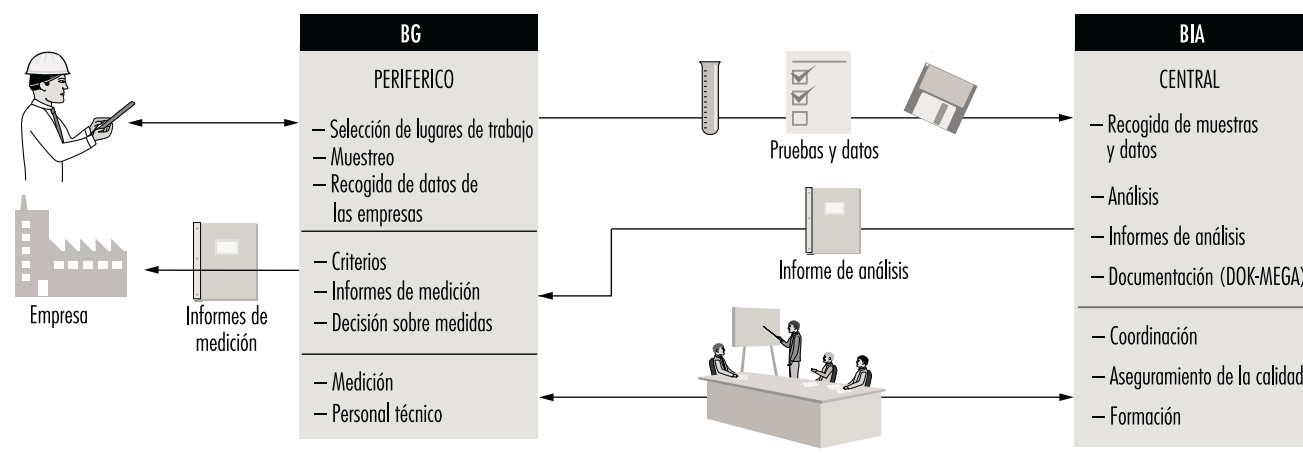 BG
PERIFERICO
– Selección de lugares de trabajo
– Muestreo
– Recogida de datos de
las empresas
– Criterios
– Informes de medición
– Decisión sobre medidas
– Medición
– Personal técnico
Empresa
Informes de
medición
Pruebas y datos
Informe de análisis
BIA
CENTRAL
– Recogida de muestras
y datos
– Análisis
– Informes de análisis
– Documentación (DOK-MEGA)
– Coordinación
– Aseguramiento de la calidad
– Formación